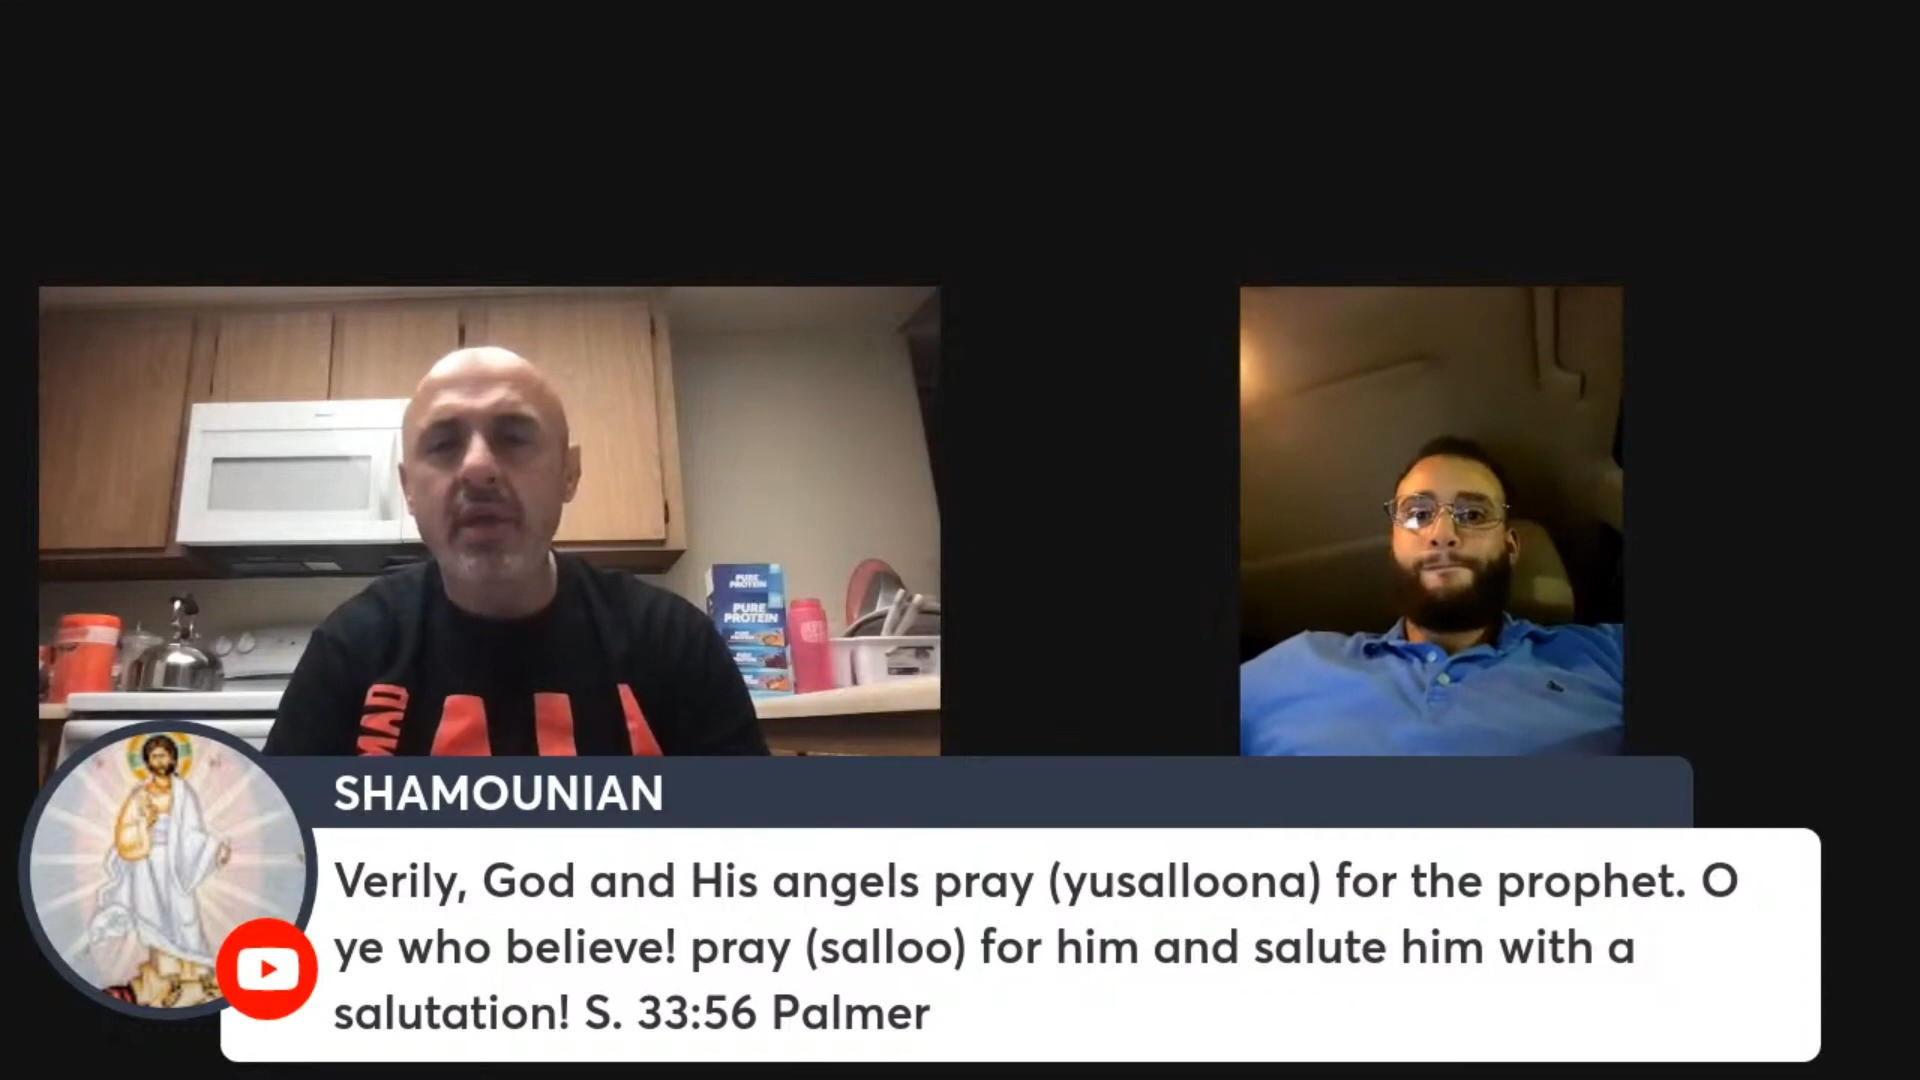 PURE
PROTEIN
PURE
PROTEIN
SHAMOUNIAN
Verily, God and His angels pray (yusalloona) for the prophet. O
ye who believe! pray (salloo) for him and salute him with a
salutation! S. 33:56 Palmer